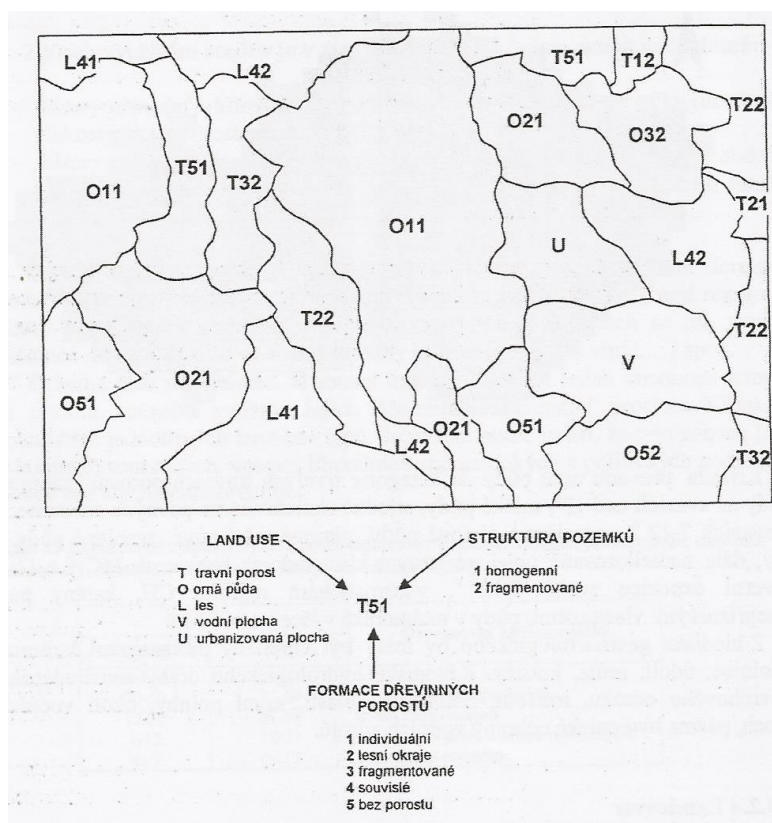 L41
L42
T51
T12
T22
O21
O32
T51
T32
O11
T21
O11
U
L42
T22
T22
V
O21
O51
L41
O21
O51
L42
O52
T32
LAND USE
STRUKTURA POZEMKŮ
T travní porost
O orná půda
L les
V vodní plocha
U urbanizovaná plocha
1 homogenní
2 fragmentované
T51
FORMACE DŘEVINNÝCH
POROSTŮ
1 individuální
2 lesní okraje
3 fragmentované
4 souvislé
5 bez porostu